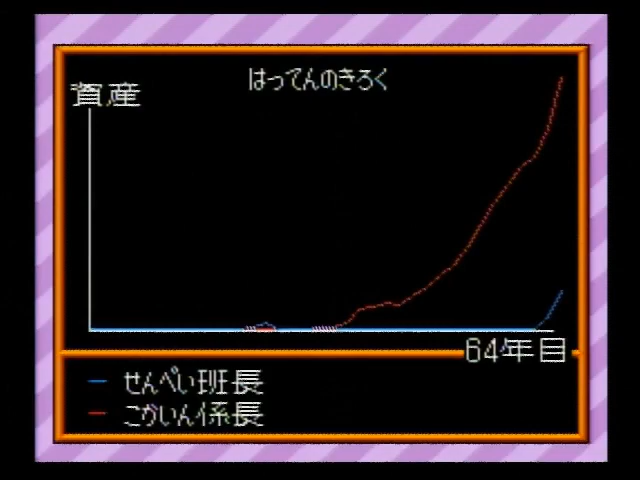 はってんのきろく
資産
64年目
せんべい班長
こかいん係長